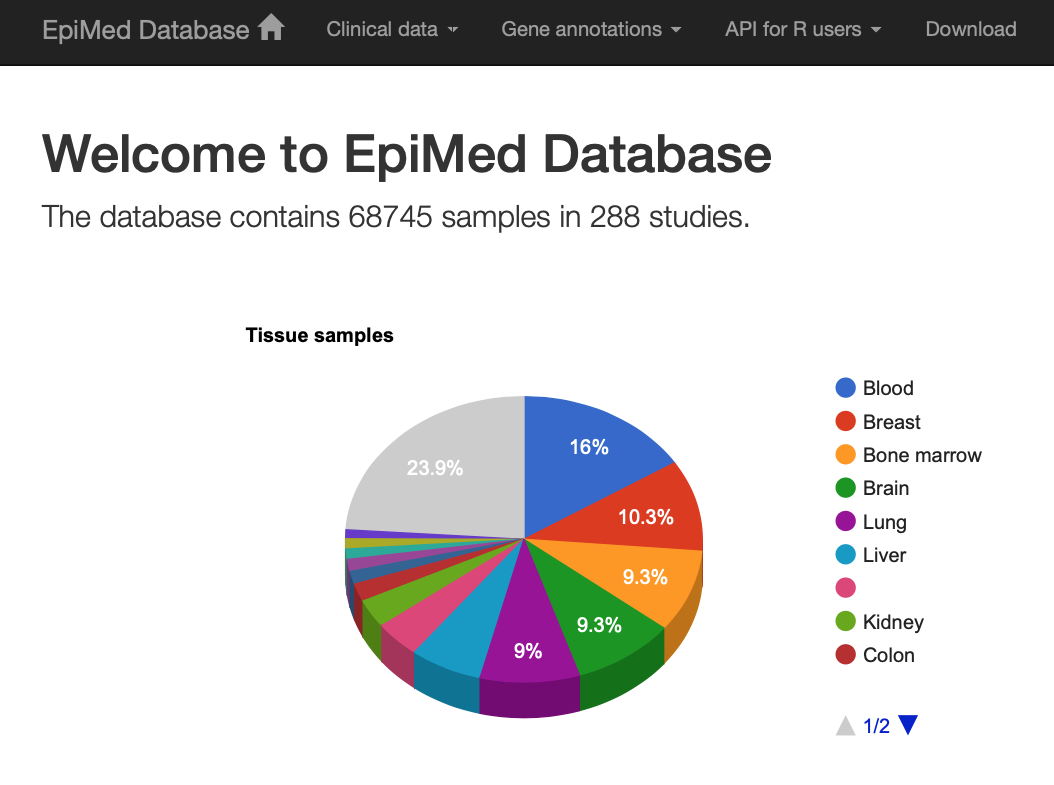 EpiMed Database Clinical data Gene annotations API for R users Download
Welcome to EpiMed Database
The database contains 68745 samples in 288 studies.
Tissue samples
16%
23.9%
10.3%
9.3%
9.3%
9%
Blood
Breast
Bone marrow
Brain
Lung
Liver
Kidney
Colon
1/2